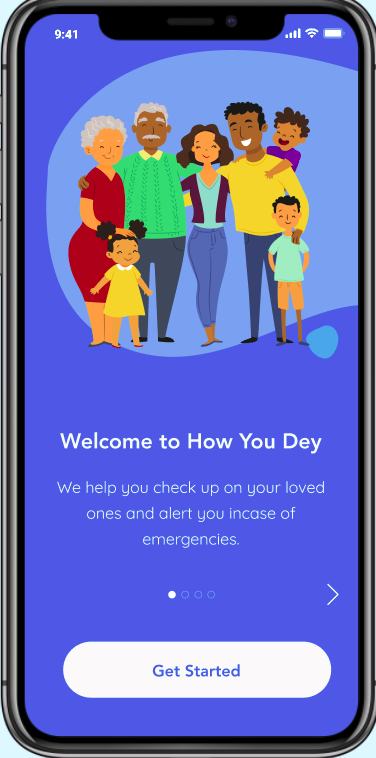 9:41
Welcome to How You Dey
We help you check up on your loved
ones and alert you incase of
emergencies.
Get Started